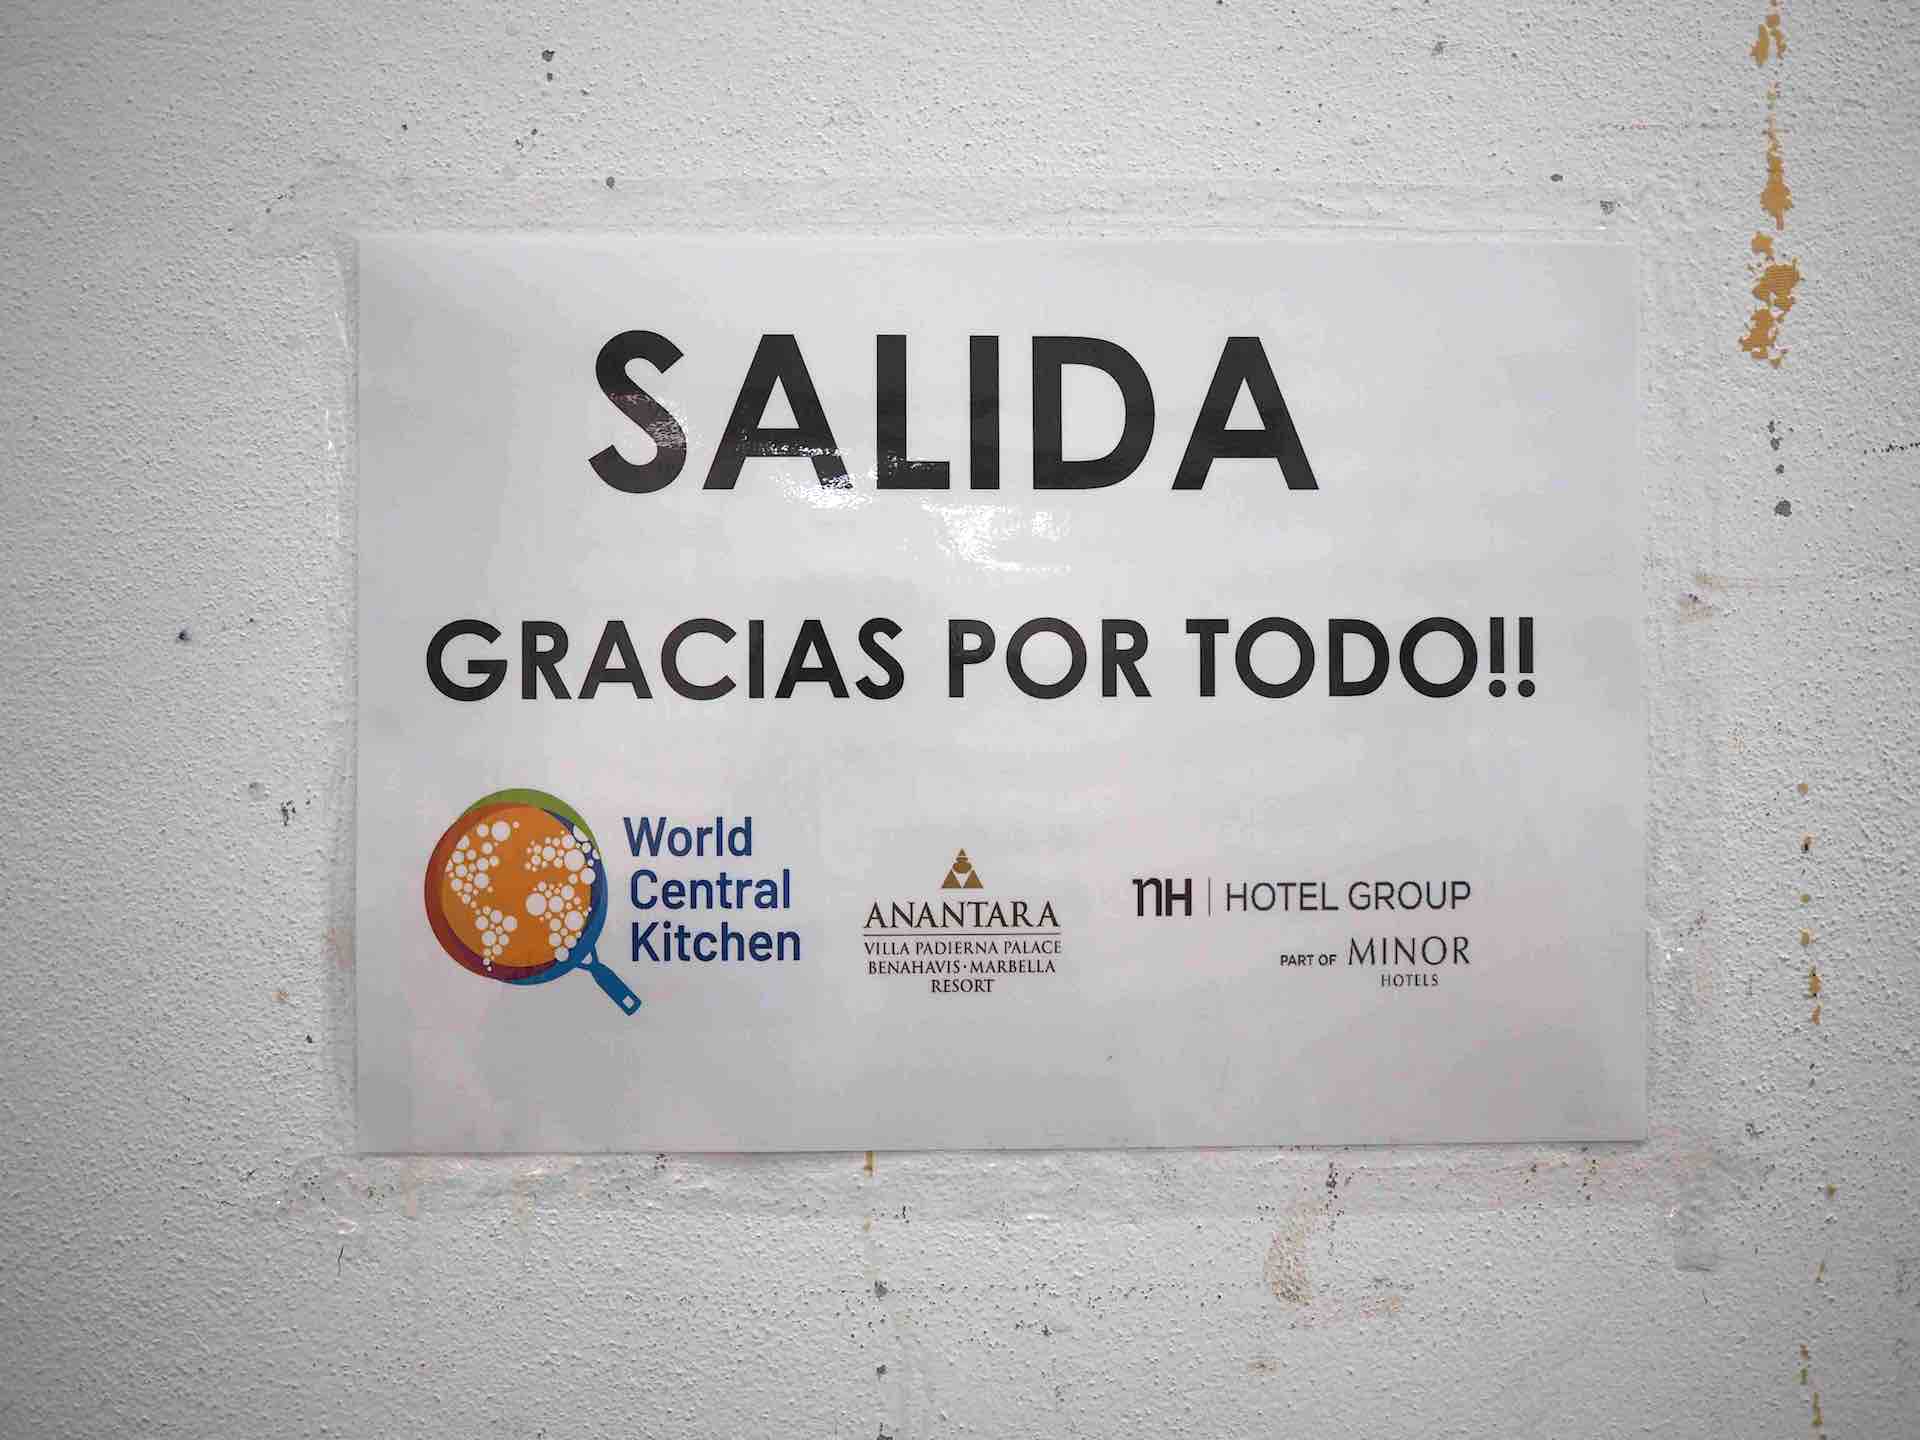 SALIDA
GRACIAS POR TODO!!
World
Central
Kitchen
ANANTARA
VILLA PADIERNA PALACE
BENAHAVIS·MARBELLA
RESORT
nH | HOTEL GROUP
PART OF MINOR
HOTELS